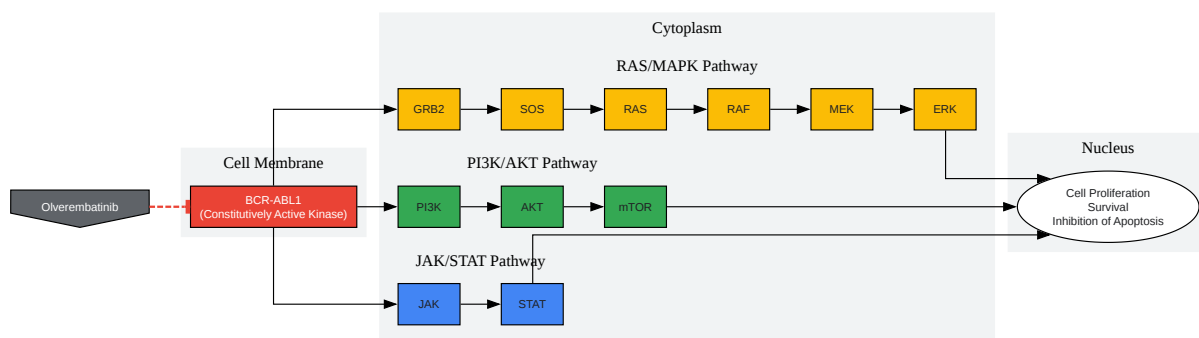 Cytoplasm
RAS/MAPK Pathway
GRB2
SOS
RAS
RAF
MEK
ERK
Cell Membrane
PI3K/AKT Pathway
Nucleus
Olverembatinib
BCR-ABL1
(Constitutively Active Kinase)
PI3K
AKT
mTOR
Cell Proliferation
Survival
Inhibition of Apoptosis
JAK/STAT Pathway
JAK
STAT